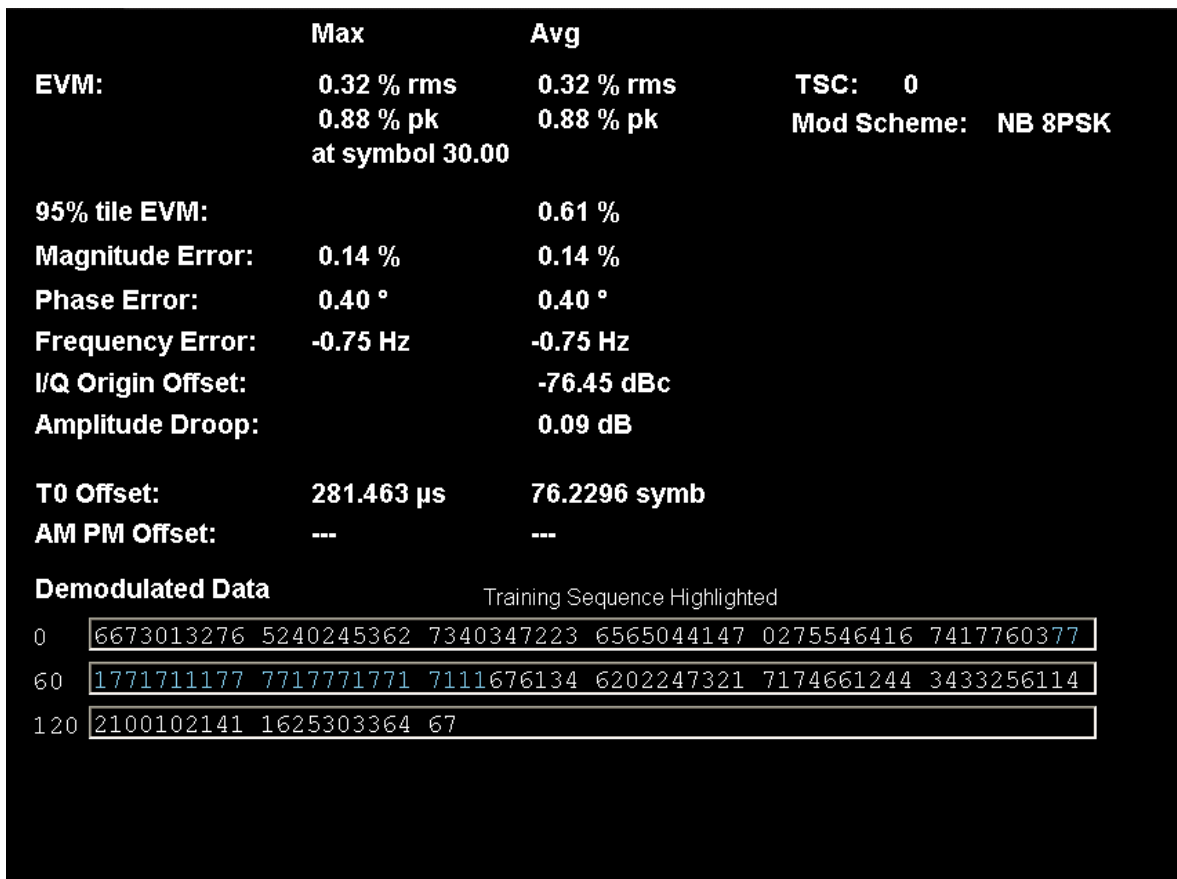 Max Avg
EVM: 0.32 % rms 0.32 % rms TSC: 0
0.88 % pk 0.88 % pk Mod Scheme: NB 8PSK
at symbol 30.00
95% tile EVM: 0.61 %
Magnitude Error: 0.14 % 0.14 %
Phase Error: 0.40 ° 0.40 °
Frequency Error: -0.75 Hz -0.75 Hz
I/Q Origin Offset: -76.45 dBc
Amplitude Droop: 0.09 dB
T0 Offset: 281.463 µs 76.2296 symb
AM PM Offset: --- ---
Demodulated Data Training Sequence Highlighted
0 6673013276 5240245362 7340347223 6565044147 0275546416 7417760377
60 1771711177 7717771771 7111676134 6202247321 7174661244 3433256114
120 2100102141 1625303364 67